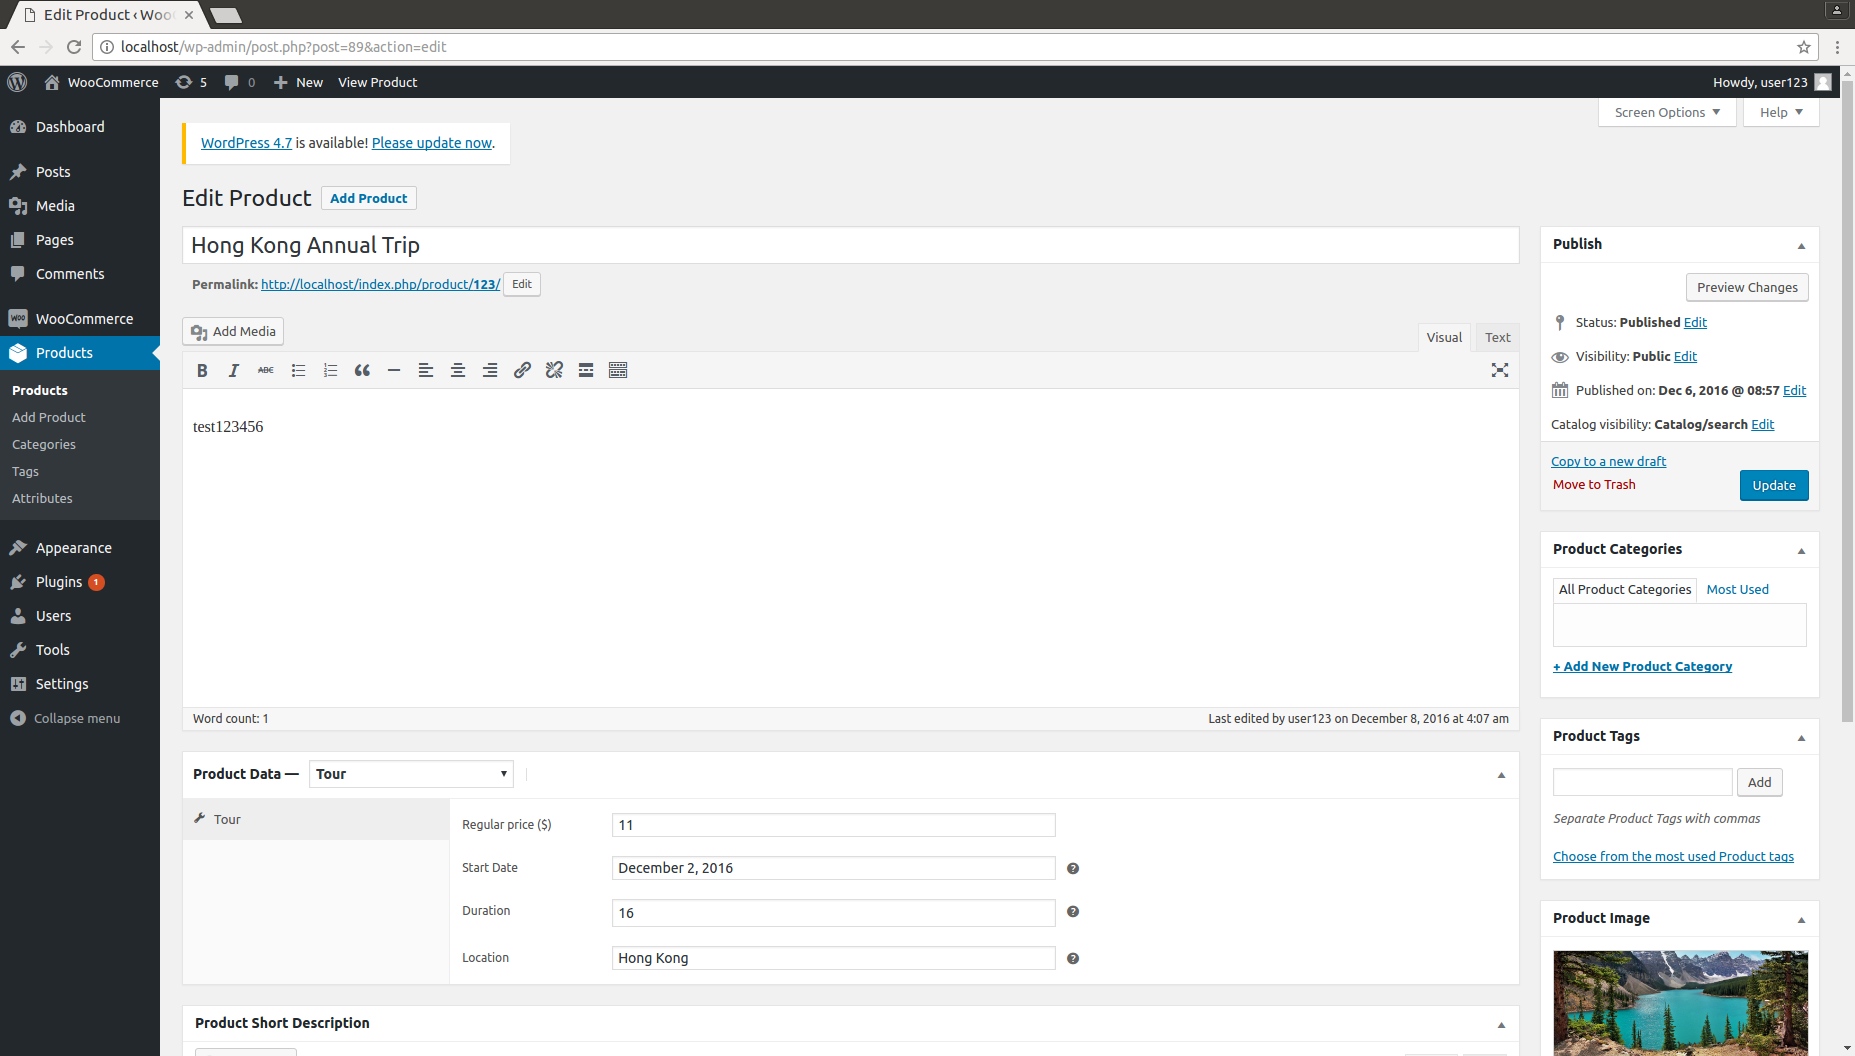 Edit Product ‹ Woo
localhost/wp-admin/post.php?post=89&action=edit
WooCommerce 5 0 New View Product
Howdy, user123
Dashboard
Posts
Media
Pages
Comments
WooCommerce
Products
Products
Add Product
Categories
Tags
Attributes
Appearance
Plugins 1
Users
Tools
Settings
Collapse menu
Screen Options
Help
WordPress 4.7 is available! Please update now.
Edit Product
Add Product
Hong Kong Annual Trip
Permalink: http://localhost/index.php/product/123/ Edit
Add Media
Visual
Text
B I ABC
test123456
Word count: 1
Last edited by user123 on December 8, 2016 at 4:07 am
Product Data — Tour
Tour
Regular price ($) 11
Start Date December 2, 2016
Duration 16
Location Hong Kong
Product Short Description
Publish
Preview Changes
Status: Published Edit
Visibility: Public Edit
Published on: Dec 6, 2016 @ 08:57 Edit
Catalog visibility: Catalog/search Edit
Copy to a new draft
Move to Trash
Update
Product Categories
All Product Categories
Most Used
+ Add New Product Category
Product Tags
Add
Separate Product Tags with commas
Choose from the most used Product tags
Product Image